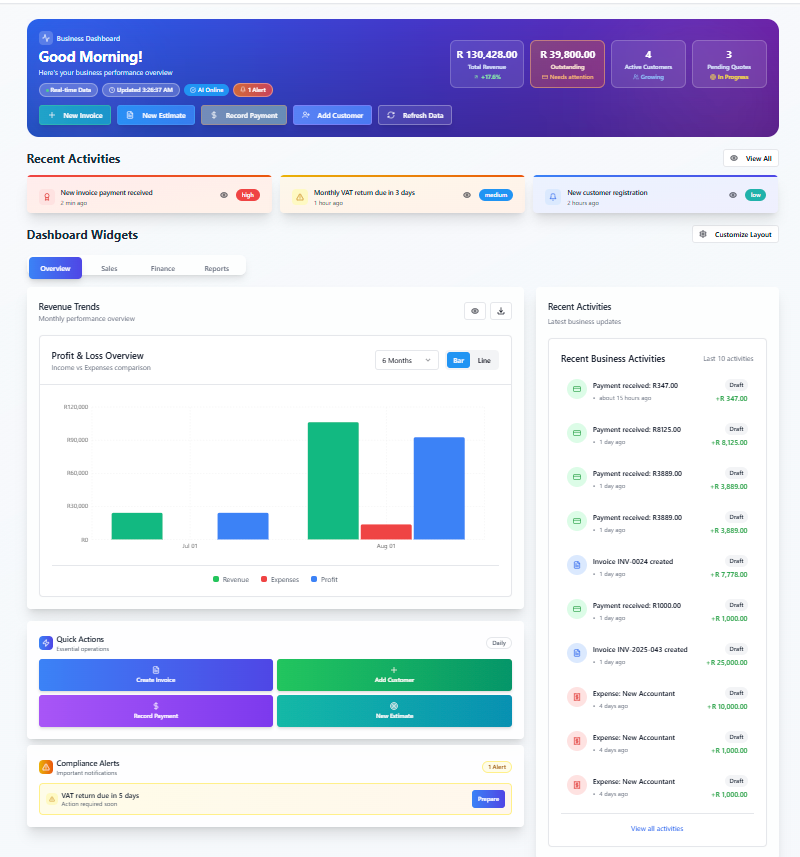 Business Dashboard
Good Morning!
Here's your business performance overview
Real-time Data
Updated 3:26:37 AM
AI Online
1 Alert
R 130,428.00
Total Revenue
+17.6%
R 39,800.00
Outstanding
Needs attention
4
Active Customers
Growing
3
Pending Quotes
In Progress
New Invoice
New Estimate
Record Payment
Add Customer
Refresh Data
Recent Activities
View All
New invoice payment received
2 min ago
high
Monthly VAT return due in 3 days
1 hour ago
medium
New customer registration
2 hours ago
low
Dashboard Widgets
Customize Layout
Overview
Sales
Finance
Reports
Revenue Trends
Monthly performance overview
Profit & Loss Overview
Income vs Expenses comparison
6 Months
Bar
Line
R120,000
R90,000
R60,000
R30,000
R0
Jul 01
Aug 01
Revenue
Expenses
Profit
Quick Actions
Essential operations
Daily
Create Invoice
Add Customer
Record Payment
New Estimate
Compliance Alerts
Important notifications
1 Alert
VAT return due in 5 days
Action required soon
Prepare
Recent Activities
Latest business updates
Recent Business Activities
Last 10 activities
Payment received: R347.00
Draft
• about 15 hours ago
+R 347.00
Payment received: R8125.00
Draft
• 1 day ago
+R 8,125.00
Payment received: R3889.00
Draft
• 1 day ago
+R 3,889.00
Payment received: R3889.00
Draft
• 1 day ago
+R 3,889.00
Invoice INV-0024 created
Draft
• 1 day ago
+R 7,778.00
Payment received: R1000.00
Draft
• 1 day ago
+R 1,000.00
Invoice INV-2025-043 created
Draft
• 1 day ago
+R 25,000.00
Expense: New Accountant
Draft
• 4 days ago
+R 10,000.00
Expense: New Accountant
Draft
• 4 days ago
+R 1,000.00
Expense: New Accountant
Draft
• 4 days ago
+R 1,000.00
View all activities